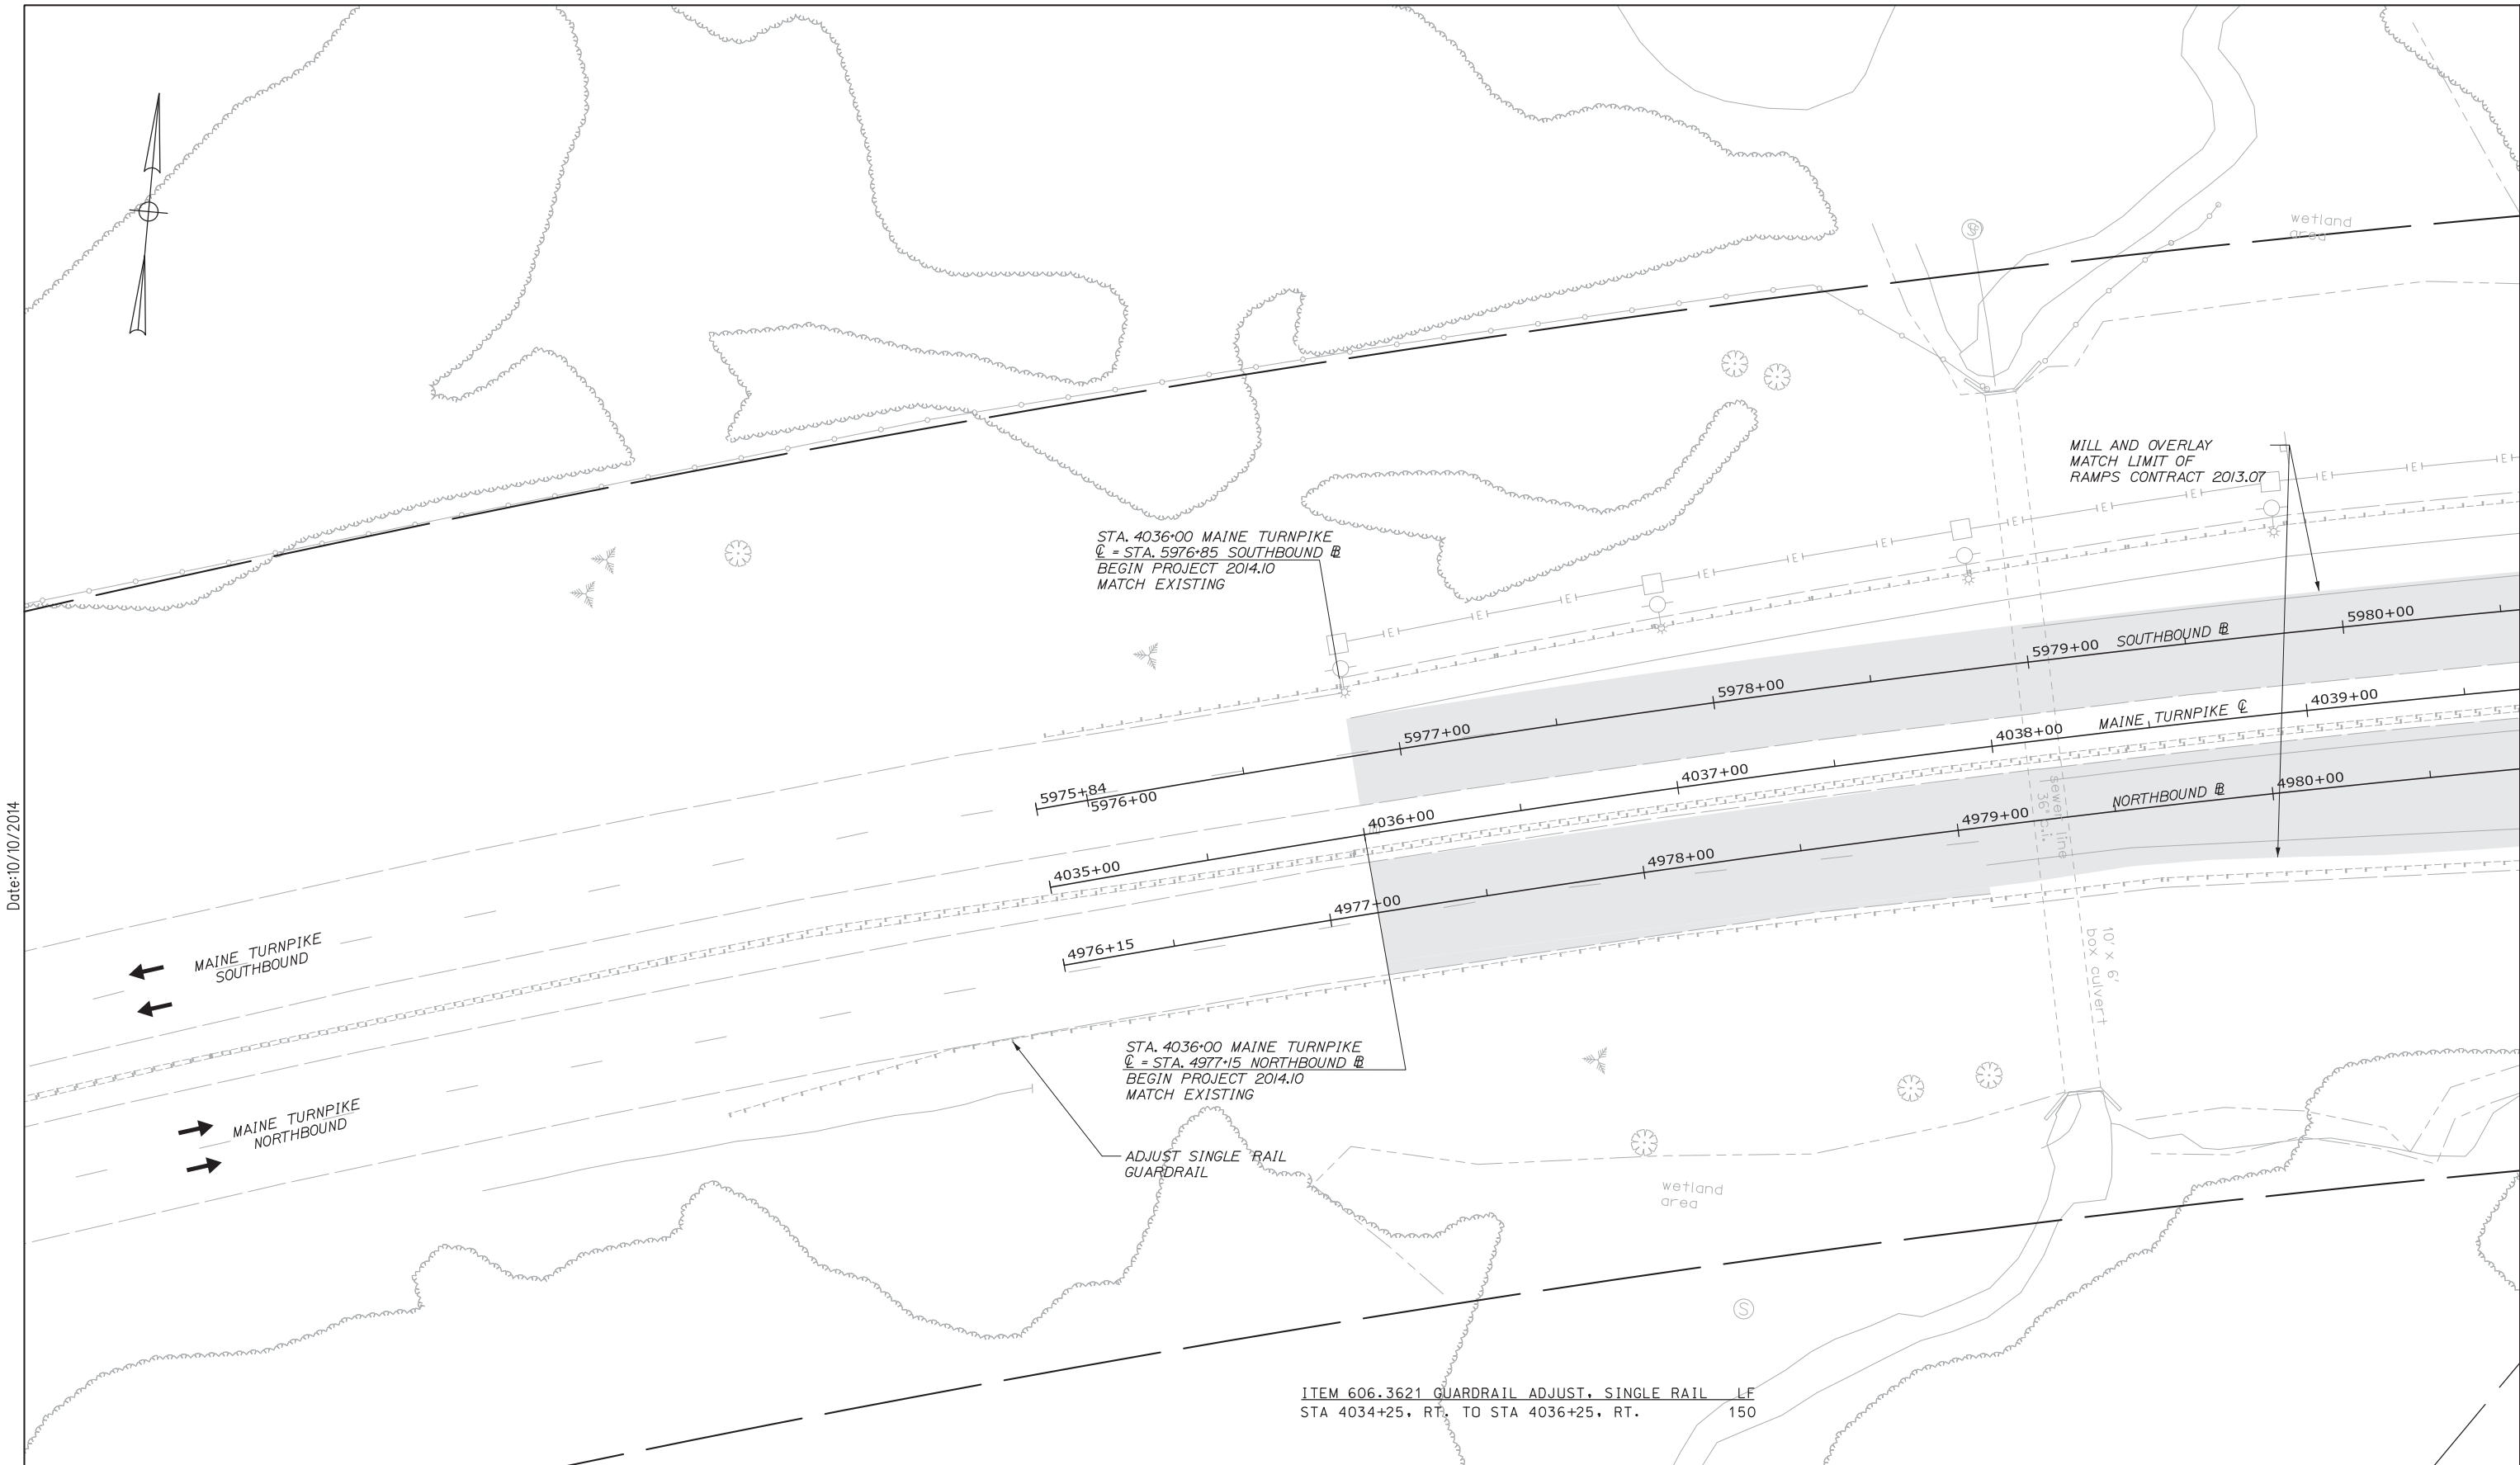 wetland
area
MILL AND OVERLAY
MATCH LIMIT OF
RAMPS CONTRACT 2013.07
STA. 4036+00 MAINE TURNPIKE
℄ = STA. 5976+85 SOUTHBOUND BL
BEGIN PROJECT 2014.10
MATCH EXISTING
5975+84
5976+00
5977+00
5978+00
5979+00
SOUTHBOUND BL
5980+00
4035+00
4036+00
4037+00
4038+00
MAINE TURNPIKE ℄
4039+00
4976+15
4977+00
4978+00
4979+00
NORTHBOUND BL
4980+00
sewer line
36" c.i.
10' x 6'
box culvert
Date:10/10/2014
MAINE TURNPIKE
SOUTHBOUND
MAINE TURNPIKE
NORTHBOUND
STA. 4036+00 MAINE TURNPIKE
℄ = STA. 4977+15 NORTHBOUND BL
BEGIN PROJECT 2014.10
MATCH EXISTING
ADJUST SINGLE RAIL
GUARDRAIL
wetland
area
S
E E E E E E E E E E E E E
ITEM 606.3621 GUARDRAIL ADJUST, SINGLE RAIL LF
STA 4034+25, RT. TO STA 4036+25, RT. 150